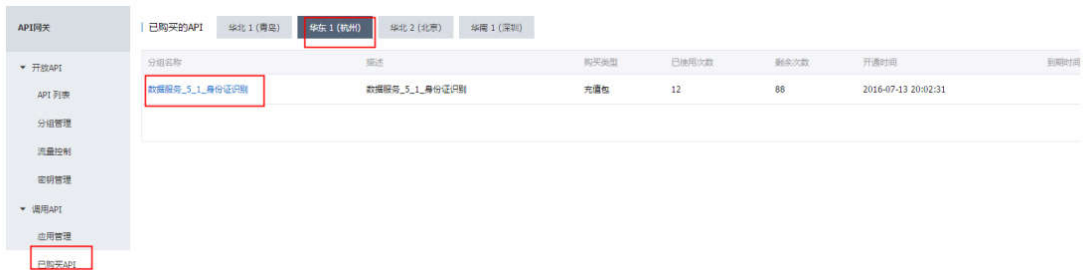 API网关
已购买的API 华北 1 (青岛) 华东 1 (杭州) 华北 2 (北京) 华南 1 (深圳)
开放API
API 列表
分组管理
流量控制
密钥管理
调用API
应用管理
已购买API
分组名称 描述 购买类型 已使用次数 剩余次数 开通时间 到期时间
数据服务_5_1_身份证识别 数据服务_5_1_身份证识别 充值包 12 88 2016-07-13 20:02:31